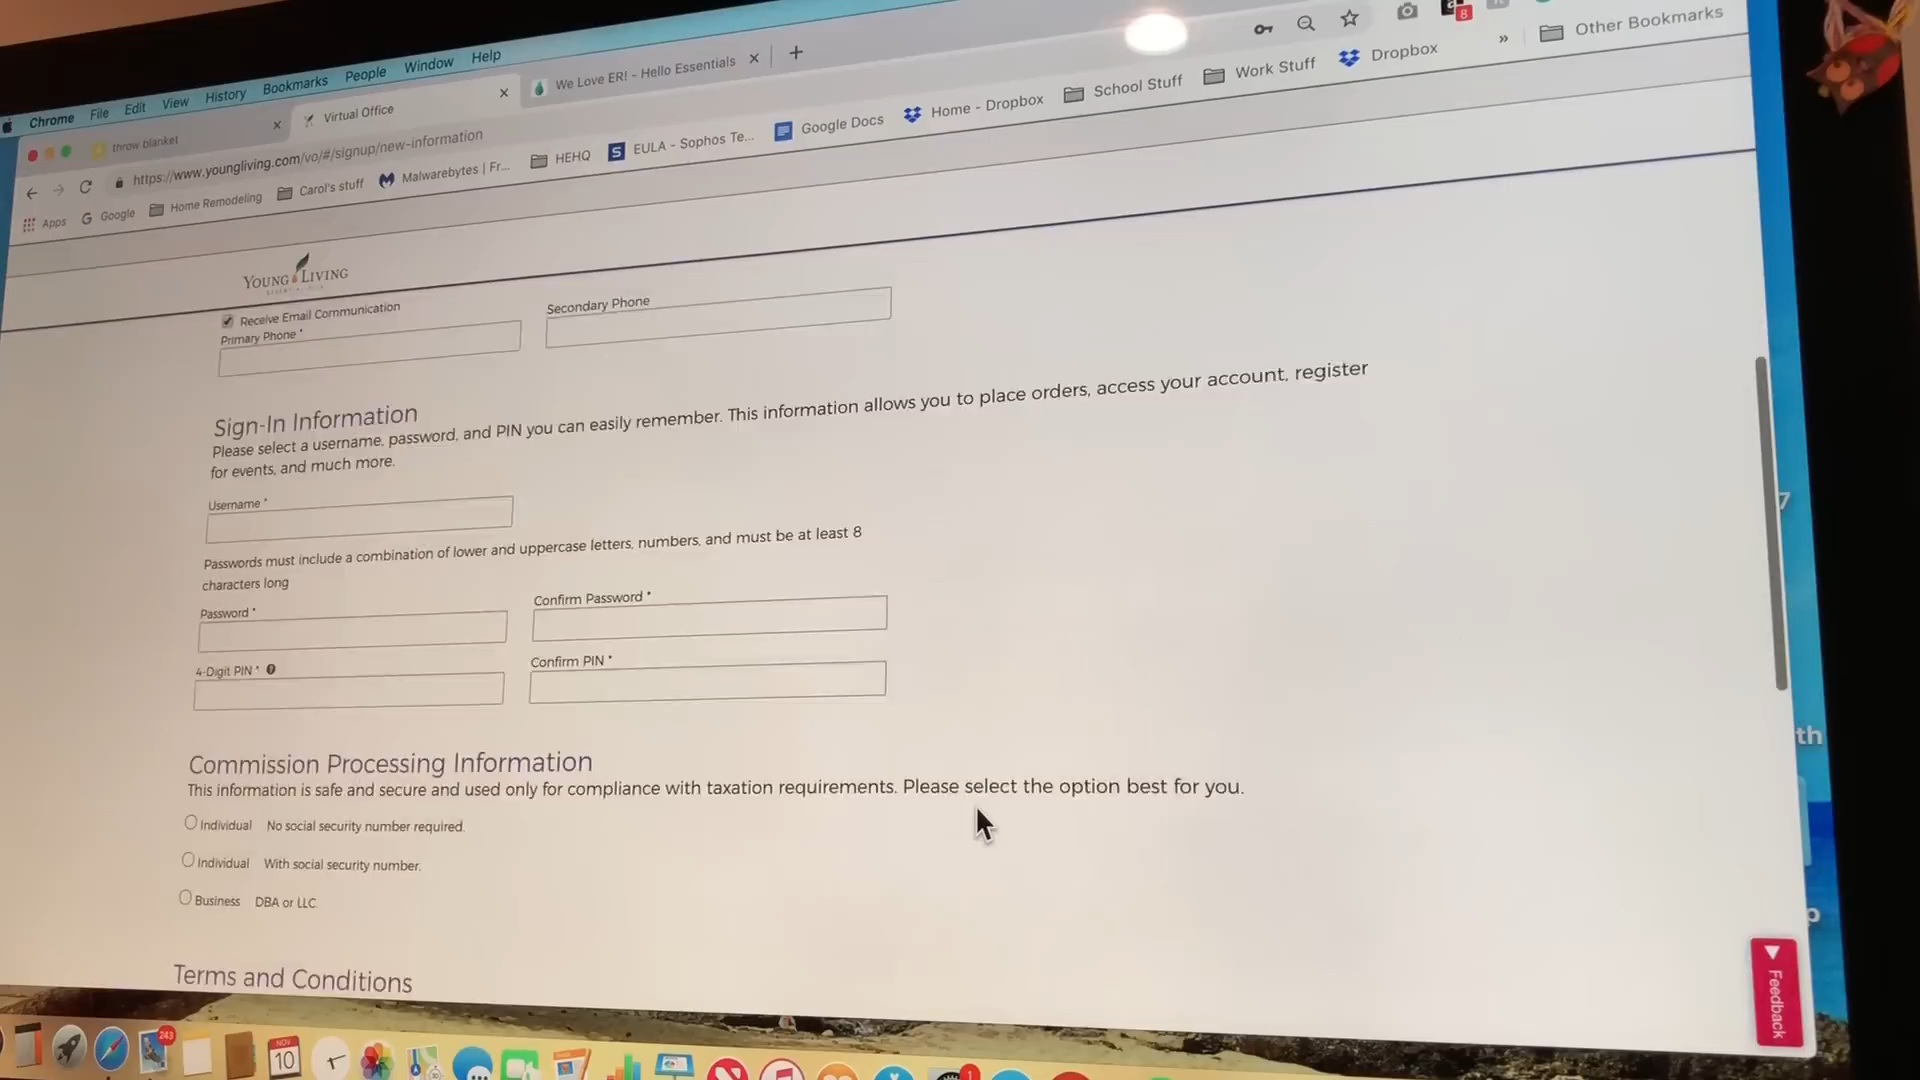 Chrome File Edit View History Bookmarks People Window Help
throw blanket
Virtual Office
We Love ER! - Hello Essentials
https://www.youngliving.com/vo/#/signup/new-information
Apps
Google
Home Remodeling
Carol's stuff
Malwarebytes | Fr...
HEHQ
EULA - Sophos Te...
Google Docs
Home - Dropbox
School Stuff
Work Stuff
Dropbox
»
Other Bookmarks
8
YOUNG LIVING
Receive Email Communication
Primary Phone *
Secondary Phone
Sign-In Information
Please select a username, password, and PIN you can easily remember. This information allows you to place orders, access your account, register
for events, and much more.
Username *
Passwords must include a combination of lower and uppercase letters, numbers, and must be at least 8
characters long
Password *
Confirm Password *
4-Digit PIN *
Confirm PIN *
Commission Processing Information
This information is safe and secure and used only for compliance with taxation requirements. Please select the option best for you.
Individual No social security number required.
Individual With social security number.
Business DBA or LLC.
Terms and Conditions
Feedback
7
th
p
243
NOV
10
1